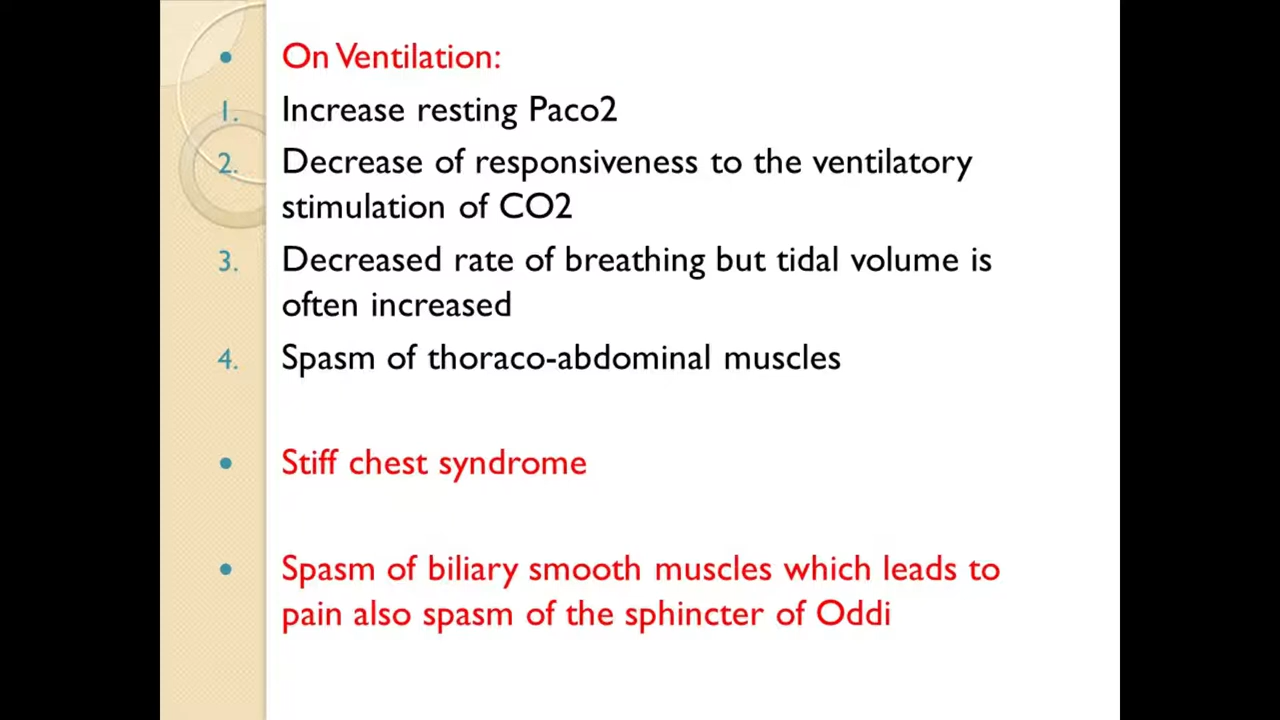 • On Ventilation:
1. Increase resting Paco2
2. Decrease of responsiveness to the ventilatory
stimulation of CO2
3. Decreased rate of breathing but tidal volume is
often increased
4. Spasm of thoraco-abdominal muscles
• Stiff chest syndrome
• Spasm of biliary smooth muscles which leads to
pain also spasm of the sphincter of Oddi